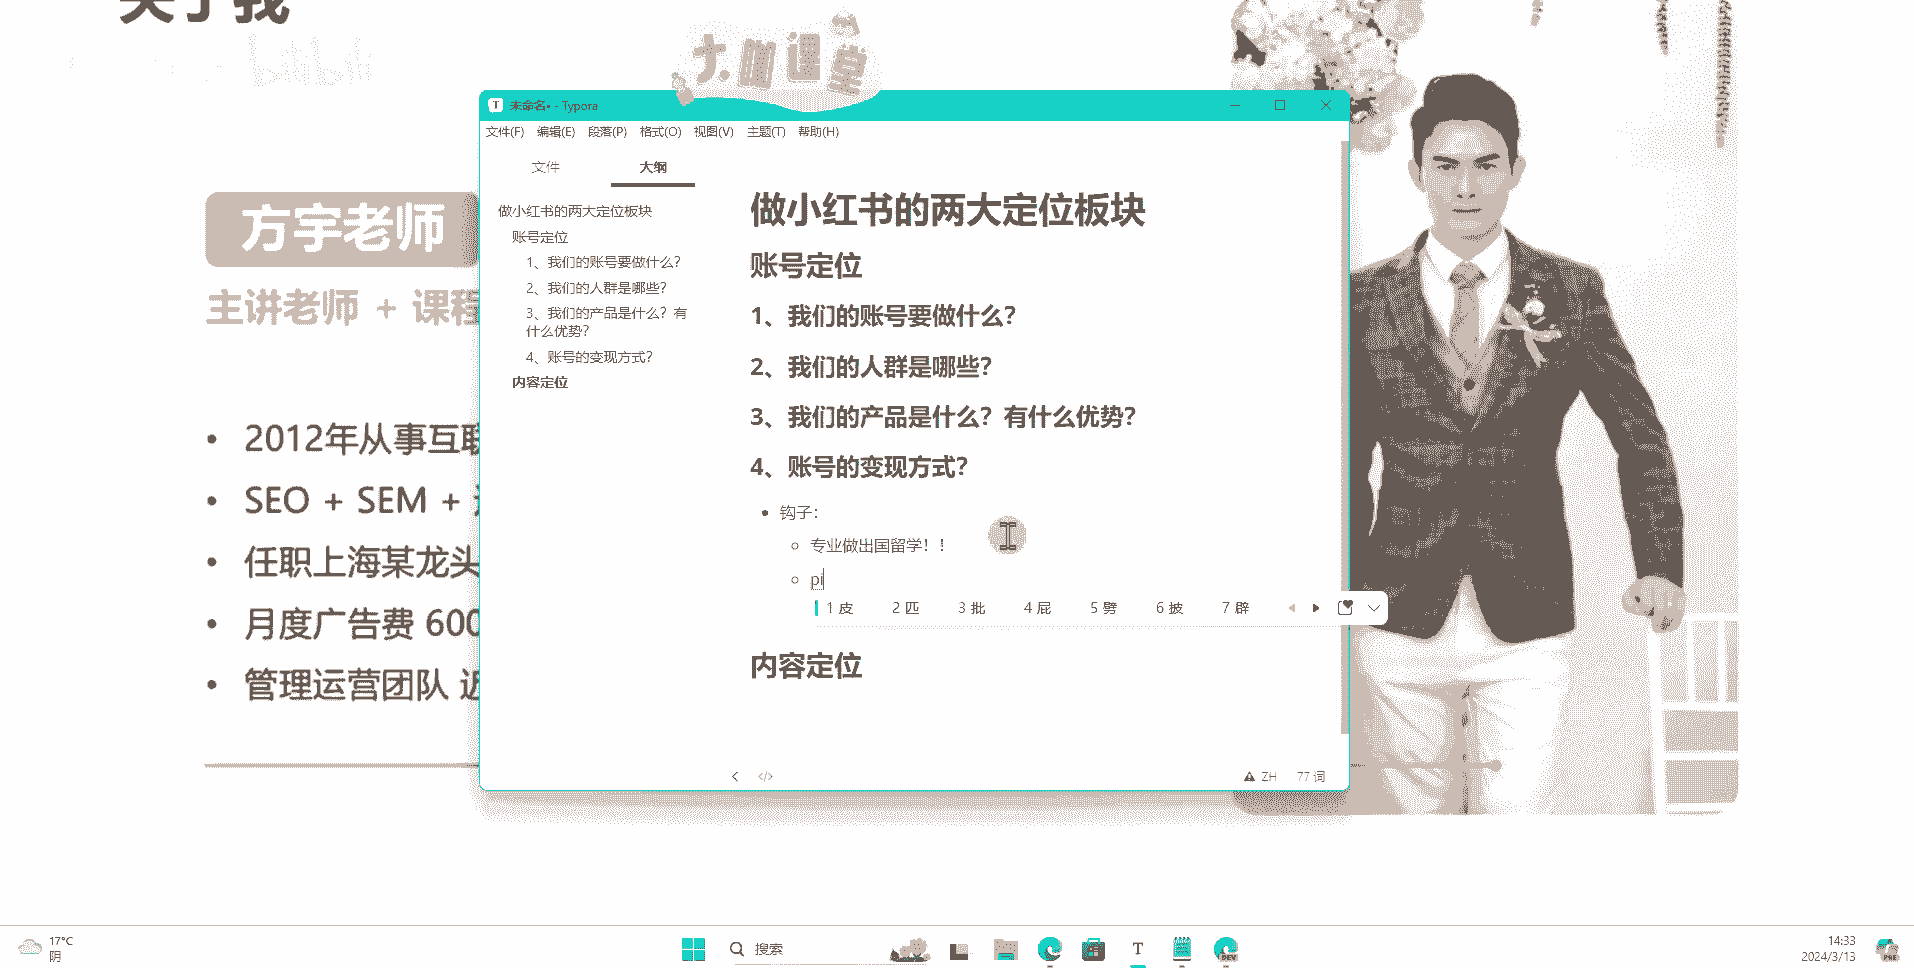 关于我
bilibili
大咖课堂
未命名• - Typora
文件(F) 编辑(E) 段落(P) 格式(O) 视图(V) 主题(T) 帮助(H)
文件 大纲
做小红书的两大定位板块
账号定位
1、我们的账号要做什么？
2、我们的人群是哪些？
3、我们的产品是什么？有
什么优势？
4、账号的变现方式？
内容定位
做小红书的两大定位板块
账号定位
1、我们的账号要做什么？
2、我们的人群是哪些？
3、我们的产品是什么？有什么优势？
4、账号的变现方式？
• 钩子：
○ 专业做出国留学！！
○ pi
1 皮 2 匹 3 批 4 屁 5 劈 6 披 7 辟
内容定位
</> ZH 77 词
方宇老师
主讲老师 + 课程
• 2012年从事互联
• SEO + SEM +
• 任职上海某龙头
• 月度广告费 600
• 管理运营团队 近
17°C
阴
搜索
T
DEV
14:33
2024/3/13
PRE